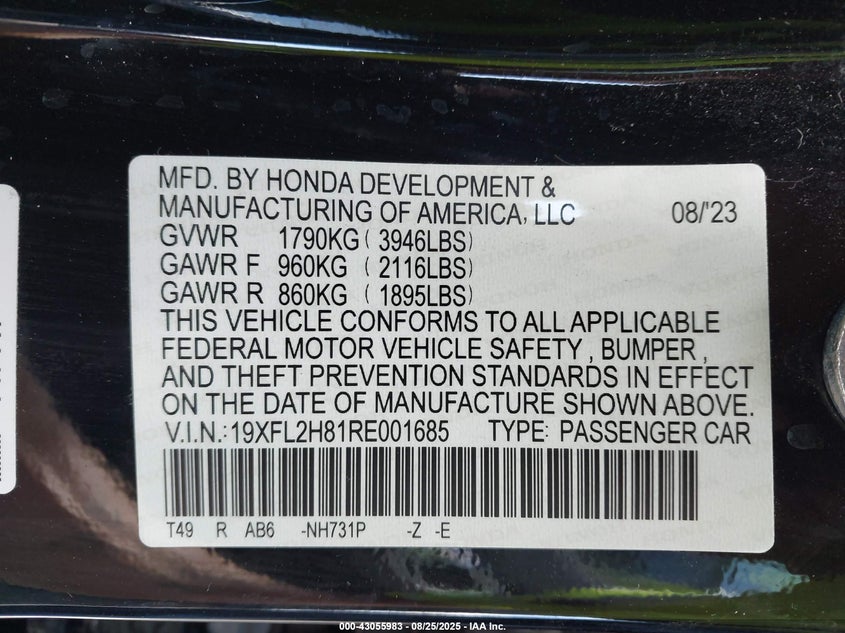 MFD. BY HONDA DEVELOPMENT &
MANUFACTURING OF AMERICA, LLC 08/'23
GVWR 1790KG ( 3946LBS)
GAWR F 960KG ( 2116LBS)
GAWR R 860KG ( 1895LBS)
THIS VEHICLE CONFORMS TO ALL APPLICABLE
FEDERAL MOTOR VEHICLE SAFETY , BUMPER ,
AND THEFT PREVENTION STANDARDS IN EFFECT
ON THE DATE OF MANUFACTURE SHOWN ABOVE.
V.I.N.: 19XFL2H81RE001685 TYPE: PASSENGER CAR
T49 R AB6 -NH731P -Z -E
000-43055983 - 08/25/2025 - IAA Inc.